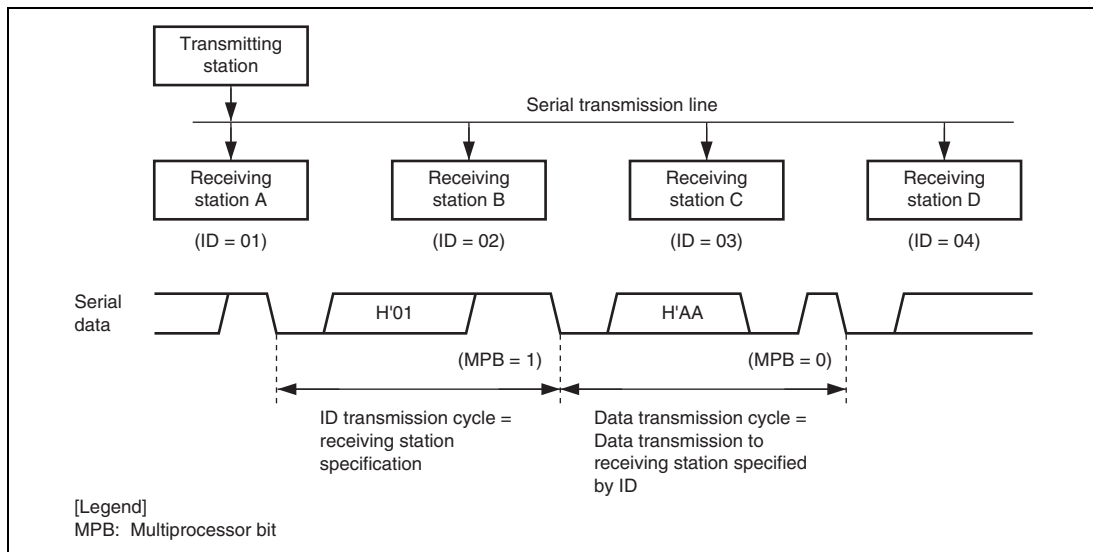 Transmitting
station
Serial transmission line
Receiving
station A
Receiving
station B
Receiving
station C
Receiving
station D
(ID = 01)
(ID = 02)
(ID = 03)
(ID = 04)
Serial
data
H'01
H'AA
(MPB = 1)
(MPB = 0)
ID transmission cycle =
receiving station
specification
Data transmission cycle =
Data transmission to
receiving station specified
by ID
[Legend]
MPB: Multiprocessor bit